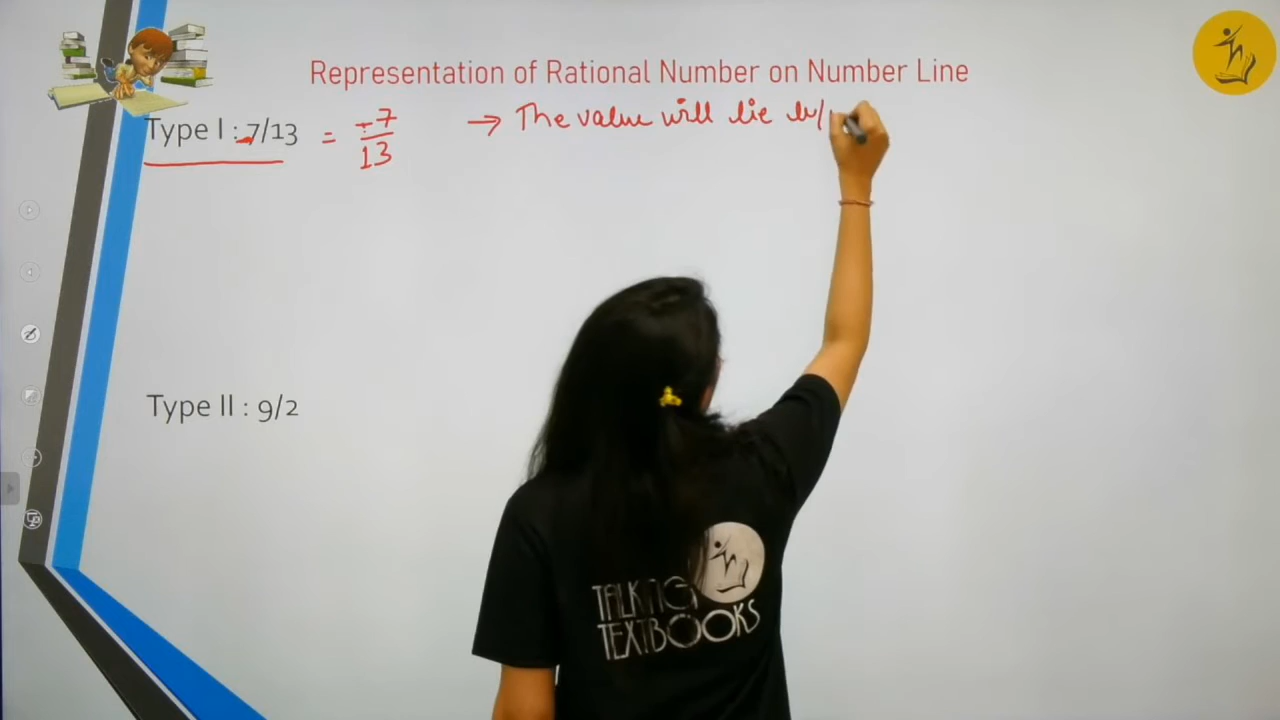 Representation of Rational Number on Number Line
Type I : 7/13 = -7/13 → The value will lie b/w
Type II : 9/2
TALKING
TEXTBOOKS